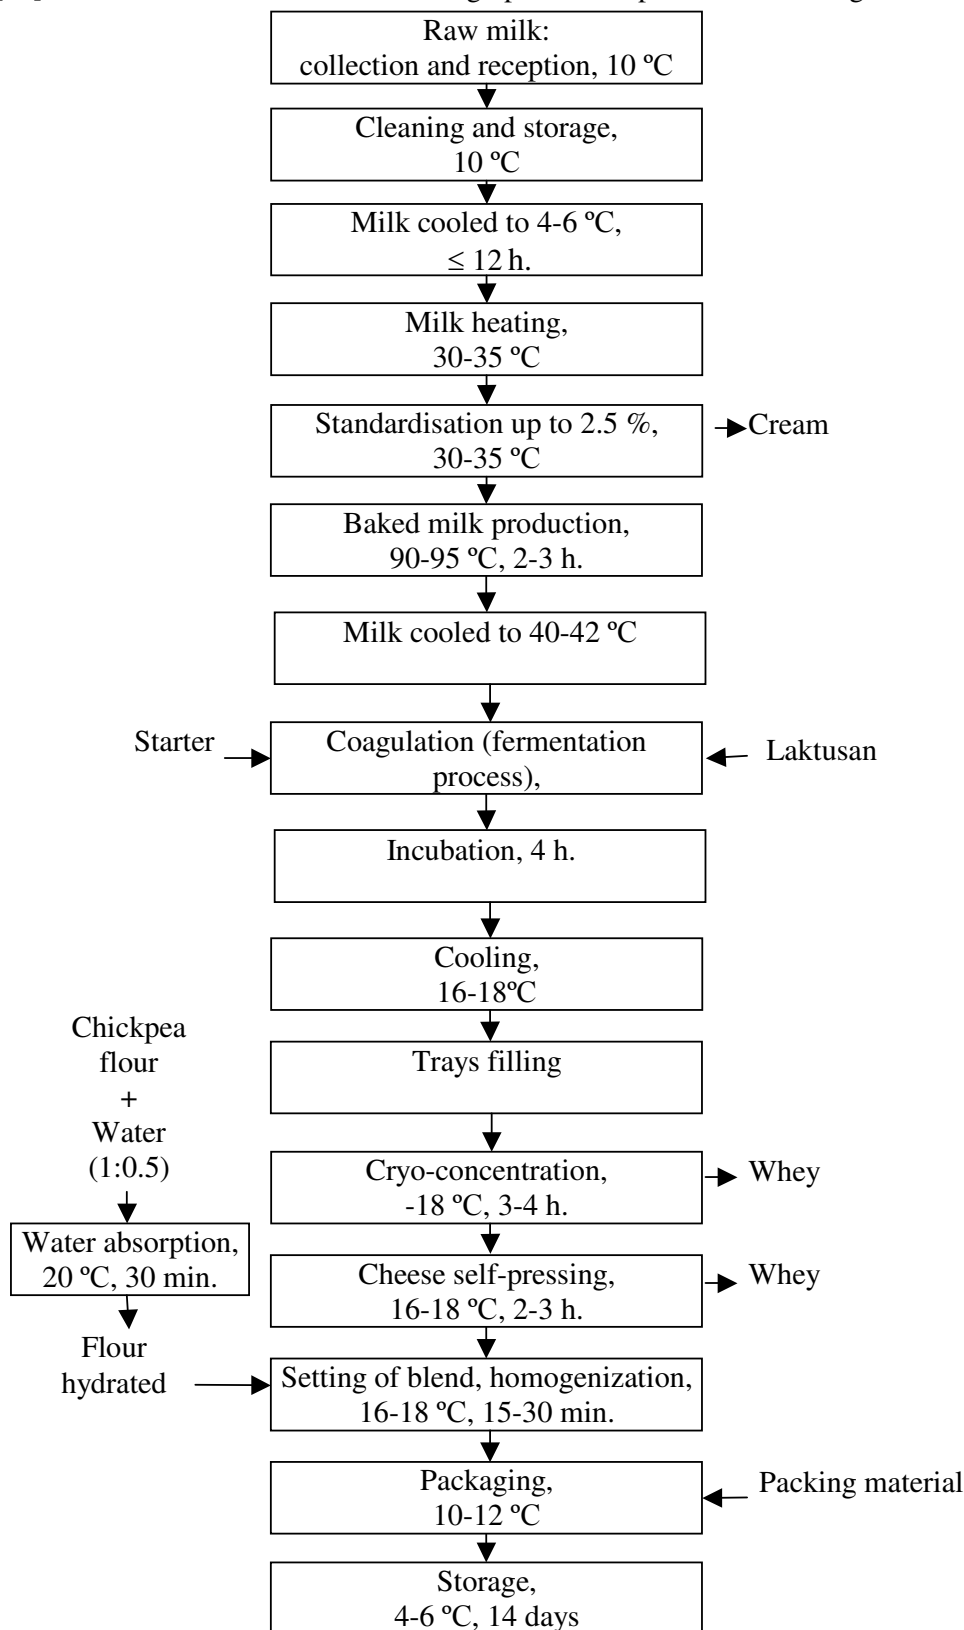 Raw milk:
collection and reception, 10 ºC
Cleaning and storage,
10 ºC
Milk cooled to 4-6 ºC,
≤ 12 h.
Milk heating,
30-35 ºC
Standardisation up to 2.5 %,
30-35 ºC
Cream
Baked milk production,
90-95 ºC, 2-3 h.
Milk cooled to 40-42 ºC
Starter
Coagulation (fermentation
process),
Laktusan
Incubation, 4 h.
Cooling,
16-18ºC
Chickpea
flour
+
Water
(1:0.5)
Trays filling
Cryo-concentration,
-18 ºC, 3-4 h.
Whey
Water absorption,
20 ºC, 30 min.
Cheese self-pressing,
16-18 ºC, 2-3 h.
Whey
Flour
hydrated
Setting of blend, homogenization,
16-18 ºC, 15-30 min.
Packaging,
10-12 ºC
Packing material
Storage,
4-6 ºC, 14 days